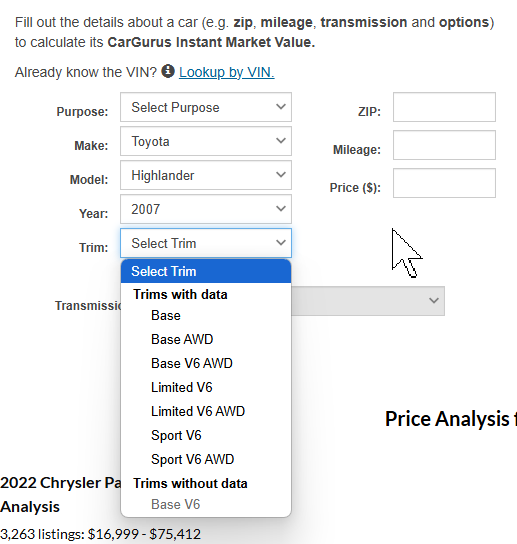 Fill out the details about a car (e.g. zip, mileage, transmission and options)
to calculate its CarGurus Instant Market Value.
Already know the VIN? Lookup by VIN.
Purpose: Select Purpose
ZIP:
Make: Toyota
Mileage:
Model: Highlander
Price ($):
Year: 2007
Trim: Select Trim
Select Trim
Trims with data
Base
Transmissi
Base AWD
Base V6 AWD
Limited V6
Limited V6 AWD
Price Analysis
Sport V6
Sport V6 AWD
2022 Chrysler Pa
Trims without data
Analysis
Base V6
3,263 listings: $16,999 - $75,412